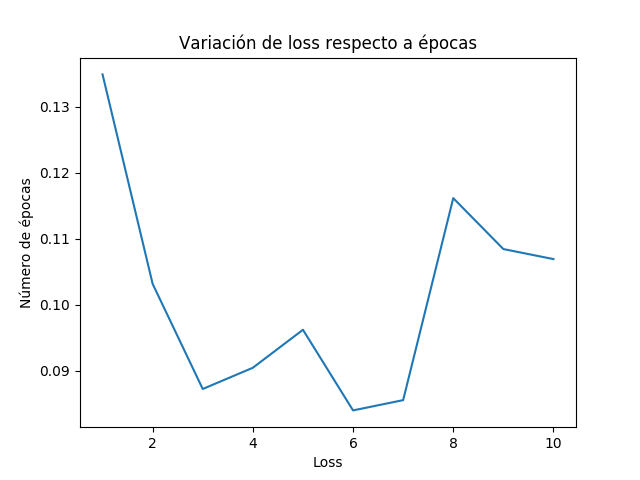 Variación de loss respecto a épocas
Número de épocas
0.13
0.12
0.11
0.10
0.09
2 4 6 8 10
Loss